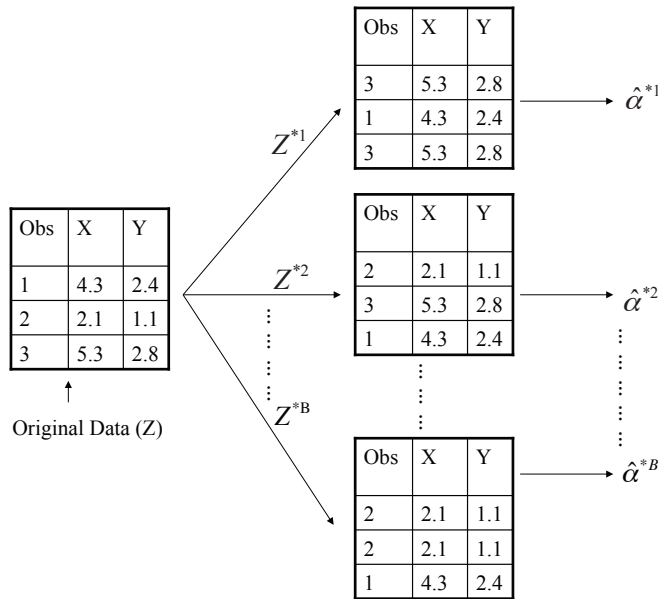 Obs X Y
3 5.3 2.8
1 4.3 2.4
3 5.3 2.8
α̂*1
Z*1
Obs X Y
1 4.3 2.4
2 2.1 1.1
3 5.3 2.8
Original Data (Z)
Z*2
Obs X Y
2 2.1 1.1
3 5.3 2.8
1 4.3 2.4
α̂*2
Z*B
Obs X Y
2 2.1 1.1
2 2.1 1.1
1 4.3 2.4
α̂*B